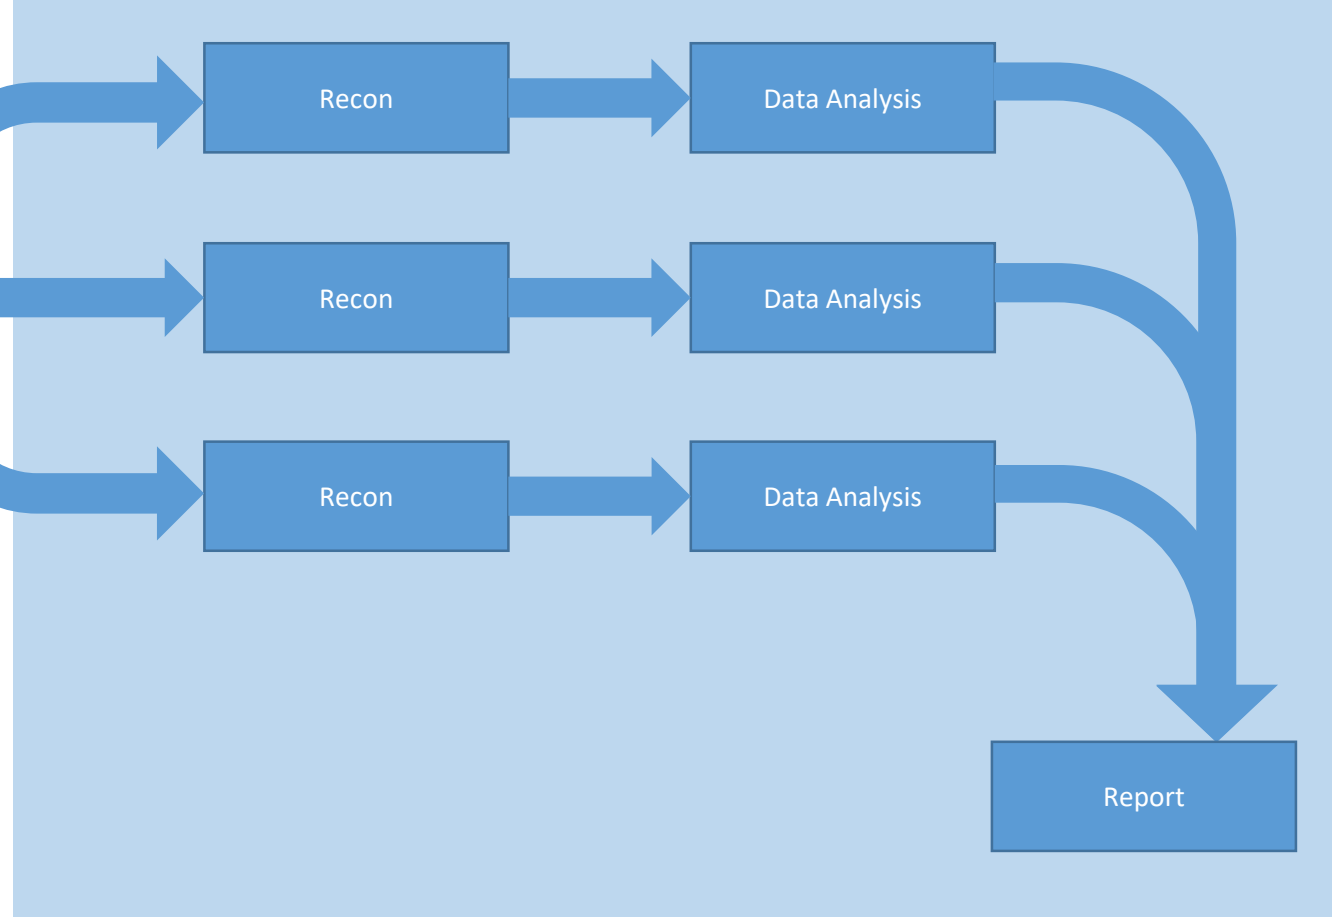 Recon
Data Analysis
Recon
Data Analysis
Recon
Data Analysis
Report